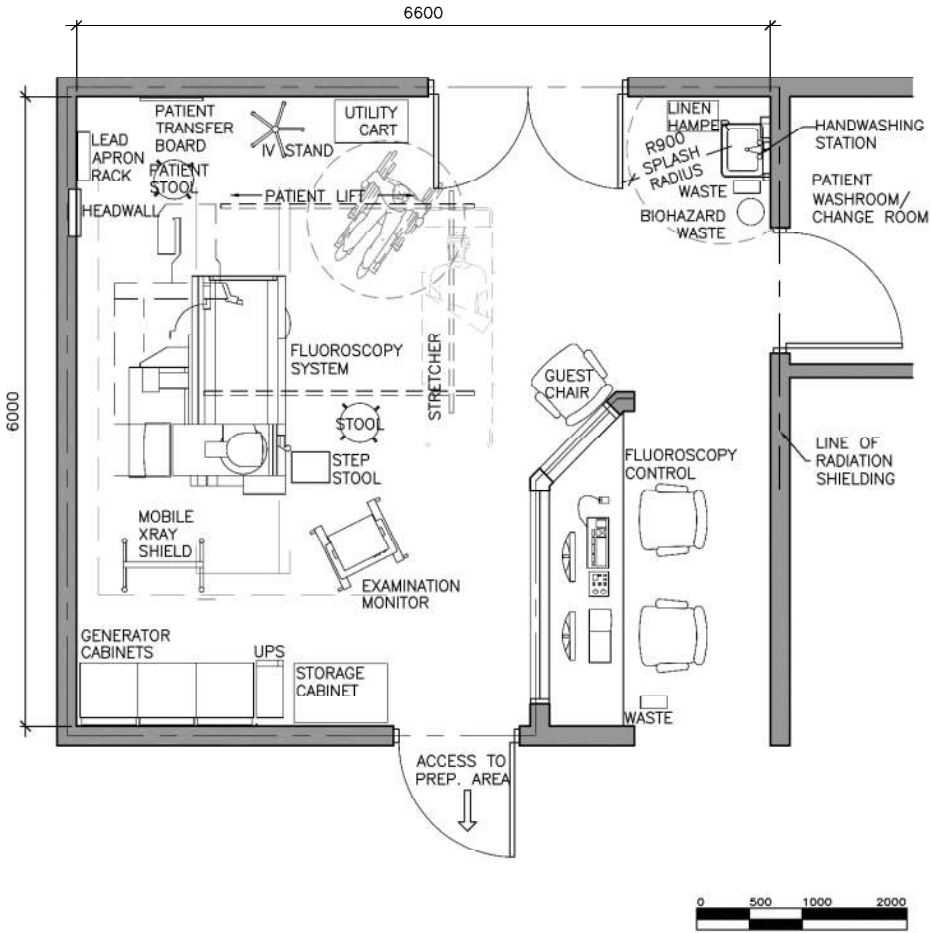 6600
PATIENT
TRANSFER
BOARD
UTILITY
CART
LINEN
HAMPER
HANDWASHING
STATION
LEAD
APRON
RACK
IV STAND
R900
SPLASH
RADIUS
PATIENT
STOOL
PATIENT LIFT
WASTE
PATIENT
WASHROOM/
CHANGE ROOM
HEADWALL
BIOHAZARD
WASTE
FLUOROSCOPY
SYSTEM
STRETCHER
GUEST
CHAIR
6000
STOOL
STEP
STOOL
FLUOROSCOPY
CONTROL
LINE OF
RADIATION
SHIELDING
MOBILE
XRAY
SHIELD
EXAMINATION
MONITOR
GENERATOR
CABINETS
UPS
STORAGE
CABINET
WASTE
ACCESS TO
PREP. AREA
0 500 1000 2000